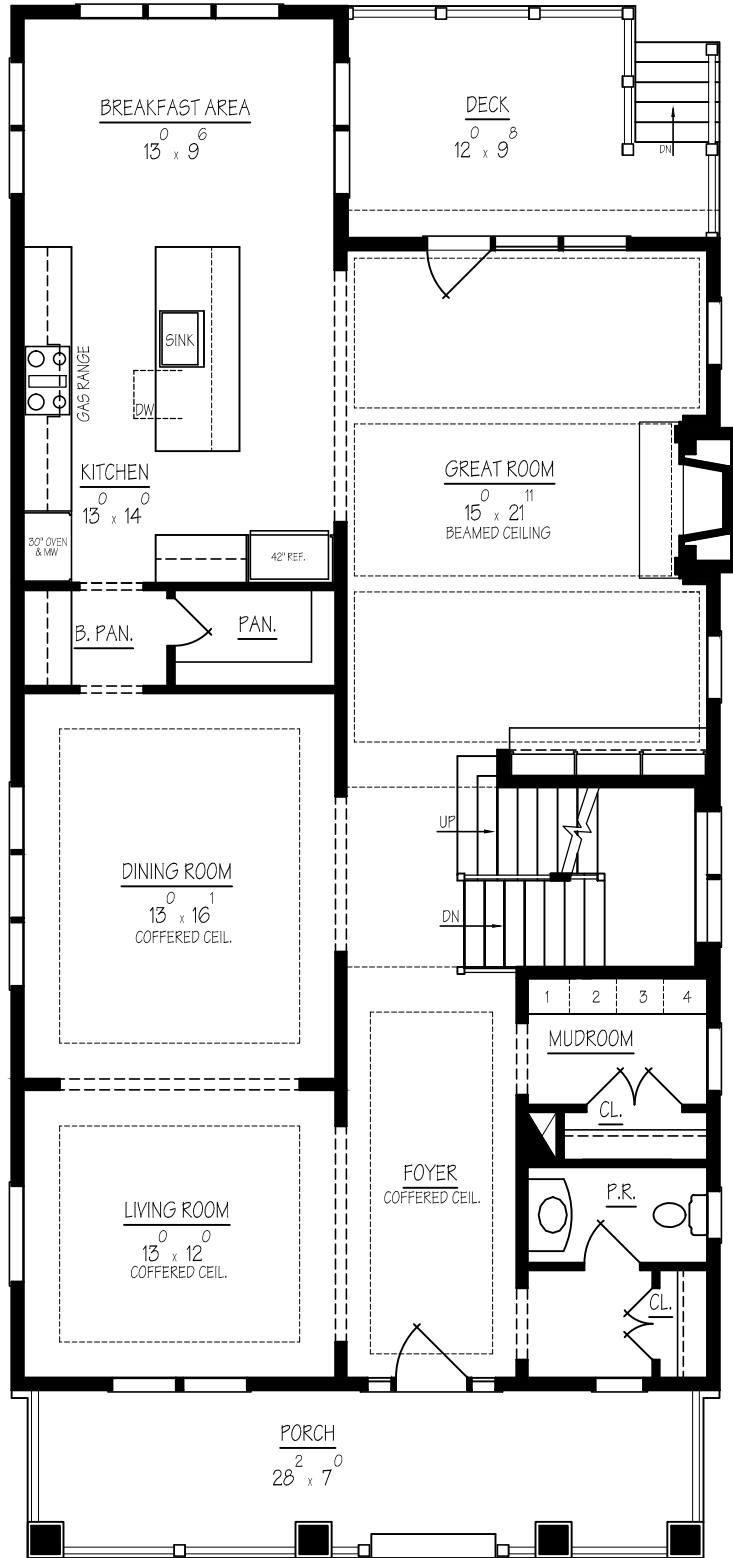 BREAKFAST AREA
13⁰ x 9⁶
DECK
12⁰ x 9⁸
DN
SINK
GAS RANGE
DW
KITCHEN
13⁰ x 14⁰
GREAT ROOM
15⁰ x 21¹¹
BEAMED CEILING
30" OVEN
& MW
42" REF.
B. PAN.
PAN.
UP
DINING ROOM
13⁰ x 16¹
COFFERED CEIL.
DN
1 2 3 4
MUDROOM
CL.
FOYER
COFFERED CEIL.
P.R.
LIVING ROOM
13⁰ x 12⁰
COFFERED CEIL.
CL.
PORCH
28² x 7⁰